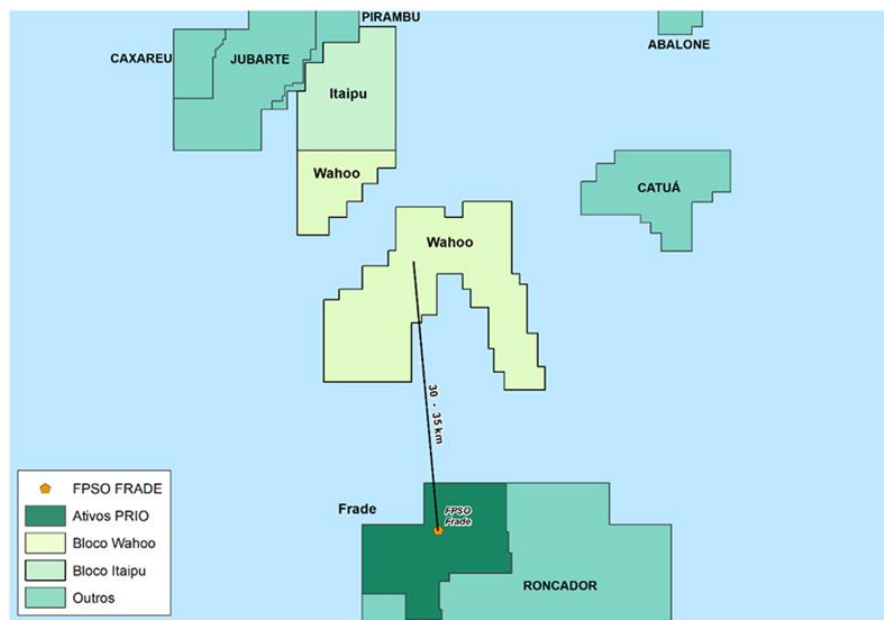 PIRAMBU
CAXAREU
JUBARTE
ABALONE
Itaipu
Wahoo
CATUÁ
Wahoo
30 - 35 km
Frade
FPSO
Frade
RONCADOR
FPSO FRADE
Ativos PRIO
Bloco Wahoo
Bloco Itaipu
Outros